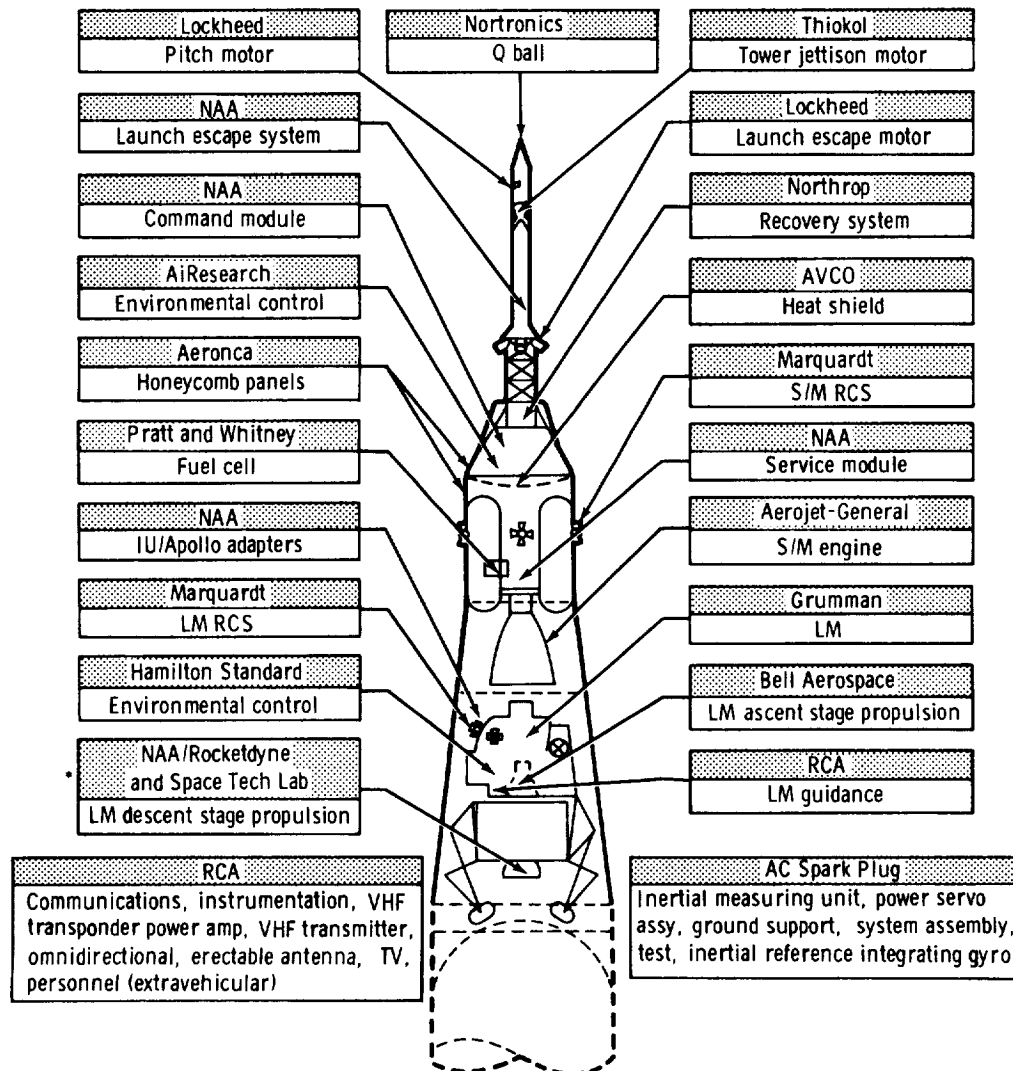 Lockheed
Pitch motor
Nortronics
Q ball
Thiokol
Tower jettison motor
NAA
Launch escape system
Lockheed
Launch escape motor
NAA
Command module
Northrop
Recovery system
AiResearch
Environmental control
AVCO
Heat shield
Aeronca
Honeycomb panels
Marquardt
S/M RCS
Pratt and Whitney
Fuel cell
NAA
Service module
NAA
IU/Apollo adapters
Aerojet-General
S/M engine
Marquardt
LM RCS
Grumman
LM
Hamilton Standard
Environmental control
Bell Aerospace
LM ascent stage propulsion
NAA/Rocketdyne
and Space Tech Lab
LM descent stage propulsion
RCA
LM guidance
RCA
Communications, instrumentation, VHF
transponder power amp, VHF transmitter,
omnidirectional, erectable antenna, TV,
personnel (extravehicular)
AC Spark Plug
Inertial measuring unit, power servo
assy, ground support, system assembly,
test, inertial reference integrating gyro